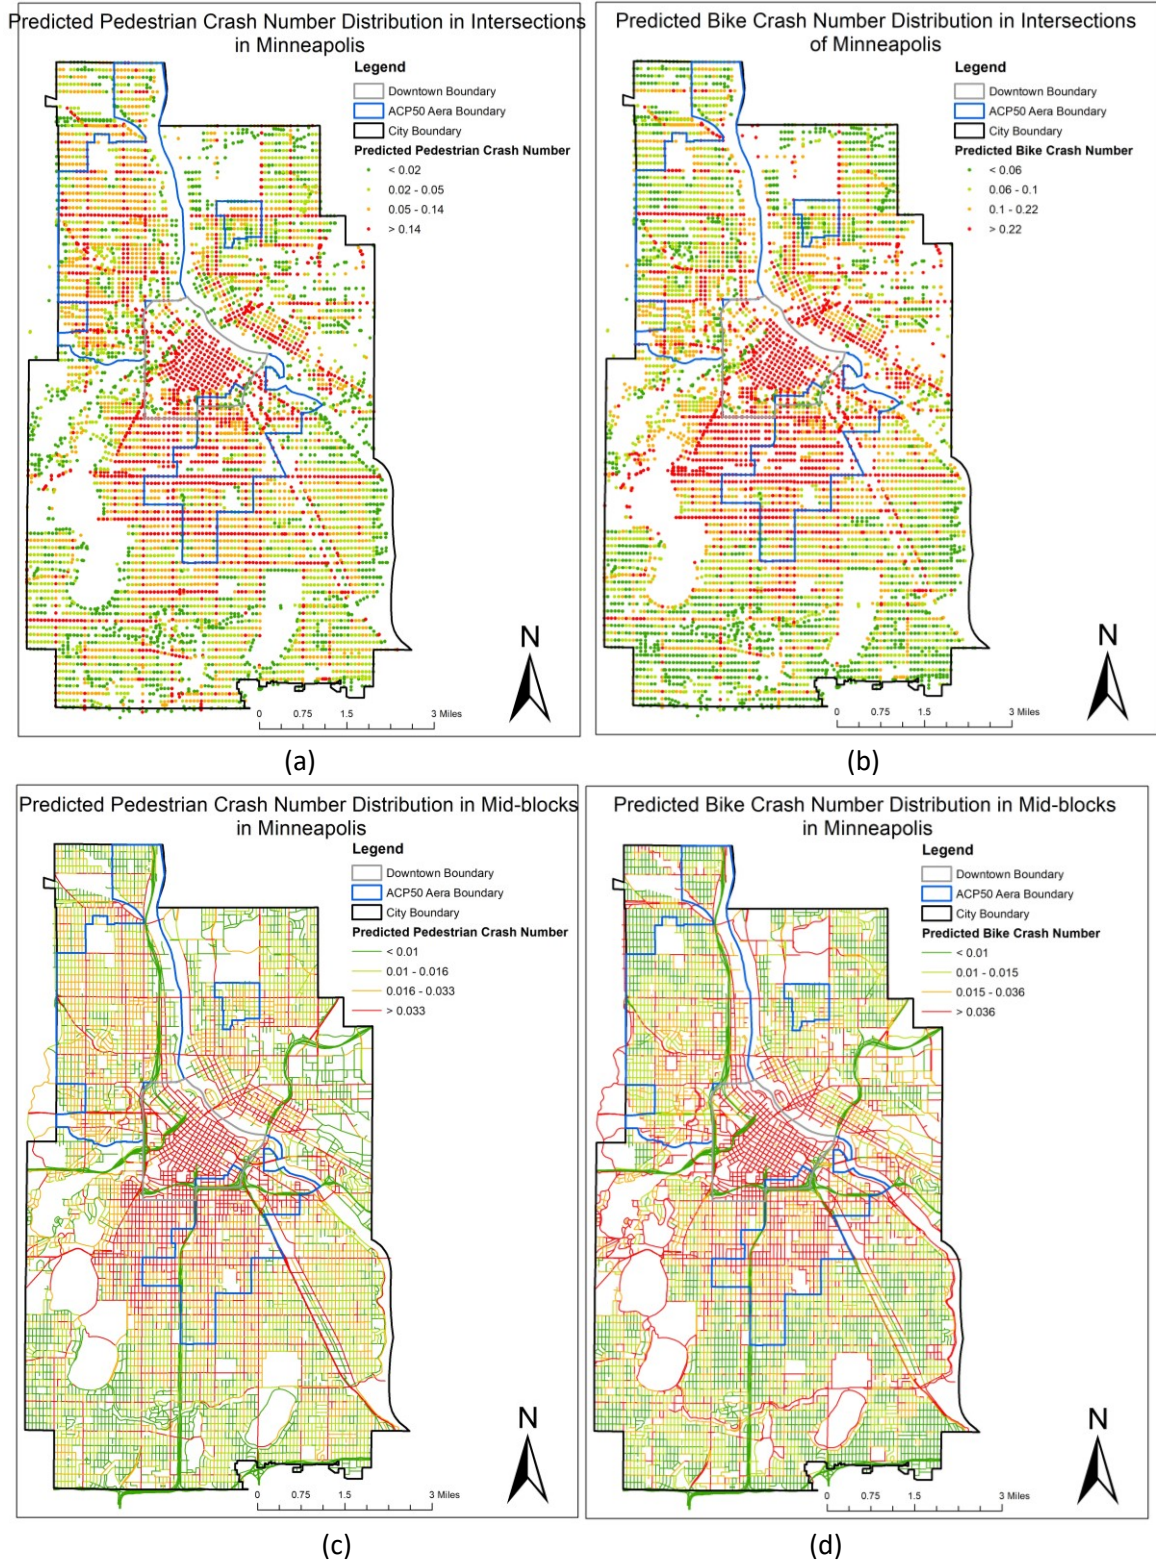 Predicted Pedestrian Crash Number Distribution in Intersections
in Minneapolis
Legend
Downtown Boundary
ACP50 Aera Boundary
City Boundary
Predicted Pedestrian Crash Number
< 0.02
0.02 - 0.05
0.05 - 0.14
> 0.14
N
0 0.75 1.5 3 Miles
(a)
Predicted Bike Crash Number Distribution in Intersections
of Minneapolis
Legend
Downtown Boundary
ACP50 Aera Boundary
City Boundary
Predicted Bike Crash Number
< 0.06
0.06 - 0.1
0.1 - 0.22
> 0.22
N
0 0.75 1.5 3 Miles
(b)
Predicted Pedestrian Crash Number Distribution in Mid-blocks
in Minneapolis
Legend
Downtown Boundary
ACP50 Aera Boundary
City Boundary
Predicted Pedestrian Crash Number
< 0.01
0.01 - 0.016
0.016 - 0.033
> 0.033
N
0 0.75 1.5 3 Miles
(c)
Predicted Bike Crash Number Distribution in Mid-blocks
in Minneapolis
Legend
Downtown Boundary
ACP50 Aera Boundary
City Boundary
Predicted Bike Crash Number
< 0.01
0.01 - 0.015
0.015 - 0.036
> 0.036
N
0 0.75 1.5 3 Miles
(d)